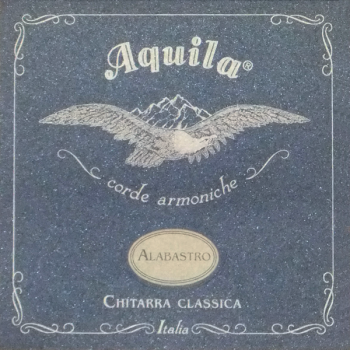 Aquila®
corde armoniche
ALABASTRO
CHITARRA CLASSICA
Italia